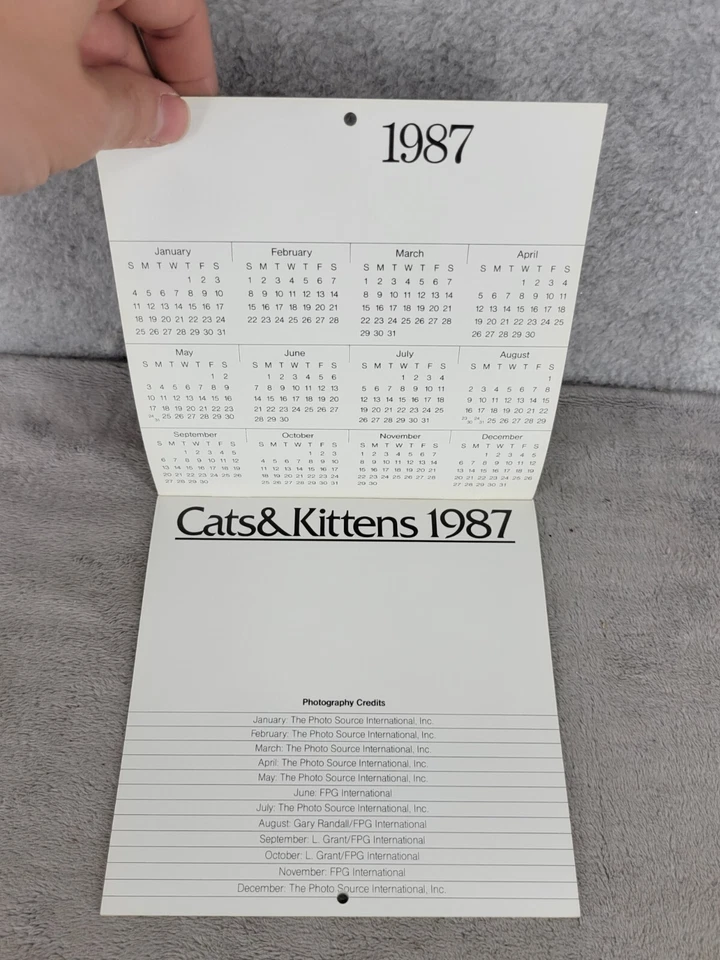 1987
January February March April
S M T W T F S S M T W T F S S M T W T F S S M T W T F S
1 2 3 1 2 3 4 5 6 7 1 2 3 4 5 6 7 1 2 3 4
4 5 6 7 8 9 10 8 9 10 11 12 13 14 8 9 10 11 12 13 14 5 6 7 8 9 10 11
11 12 13 14 15 16 17 15 16 17 18 19 20 21 15 16 17 18 19 20 21 12 13 14 15 16 17 18
18 19 20 21 22 23 24 22 23 24 25 26 27 28 22 23 24 25 26 27 28 19 20 21 22 23 24 25
25 26 27 28 29 30 31 29 30 31 26 27 28 29 30
May June July August
S M T W T F S S M T W T F S S M T W T F S S M T W T F S
1 2 1 2 3 4 5 6 1 2 3 4 1
3 4 5 6 7 8 9 7 8 9 10 11 12 13 5 6 7 8 9 10 11 2 3 4 5 6 7 8
10 11 12 13 14 15 16 14 15 16 17 18 19 20 12 13 14 15 16 17 18 9 10 11 12 13 14 15
17 18 19 20 21 22 23 21 22 23 24 25 26 27 19 20 21 22 23 24 25 16 17 18 19 20 21 22
24/31 25 26 27 28 29 30 28 29 30 26 27 28 29 30 31 23/30 24/31 25 26 27 28 29
September October November December
S M T W T F S S M T W T F S S M T W T F S S M T W T F S
1 2 3 4 5 1 2 3 1 2 3 4 5 6 7 1 2 3 4 5
6 7 8 9 10 11 12 4 5 6 7 8 9 10 8 9 10 11 12 13 14 6 7 8 9 10 11 12
13 14 15 16 17 18 19 11 12 13 14 15 16 17 15 16 17 18 19 20 21 13 14 15 16 17 18 19
20 21 22 23 24 25 26 18 19 20 21 22 23 24 22 23 24 25 26 27 28 20 21 22 23 24 25 26
27 28 29 30 25 26 27 28 29 30 31 29 30 27 28 29 30 31
Cats&Kittens 1987
Photography Credits
January: The Photo Source International, Inc.
February: The Photo Source International, Inc.
March: The Photo Source International, Inc.
April: The Photo Source International, Inc.
May: The Photo Source International, Inc.
June: FPG International
July: The Photo Source International, Inc.
August: Gary Randall/FPG International
September: L. Grant/FPG International
October: L. Grant/FPG International
November: FPG International
December: The Photo Source International, Inc.